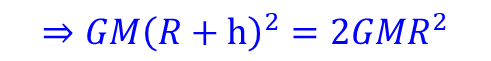 ⇒ GM(R + h)² = 2GMR²